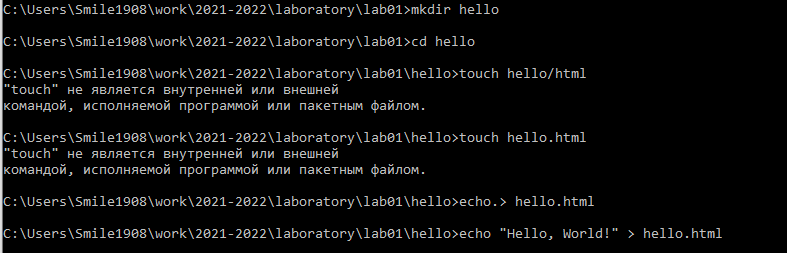 C:\Users\Smile1908\work\2021-2022\laboratory\lab01>mkdir hello
C:\Users\Smile1908\work\2021-2022\laboratory\lab01>cd hello
C:\Users\Smile1908\work\2021-2022\laboratory\lab01\hello>touch hello/html
"touch" не является внутренней или внешней
командой, исполняемой программой или пакетным файлом.
C:\Users\Smile1908\work\2021-2022\laboratory\lab01\hello>touch hello.html
"touch" не является внутренней или внешней
командой, исполняемой программой или пакетным файлом.
C:\Users\Smile1908\work\2021-2022\laboratory\lab01\hello>echo.> hello.html
C:\Users\Smile1908\work\2021-2022\laboratory\lab01\hello>echo "Hello, World!" > hello.html